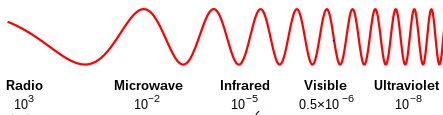 Radio Microwave Infrared Visible Ultraviolet
10³ 10⁻² 10⁻⁵ 0.5×10⁻⁶ 10⁻⁸